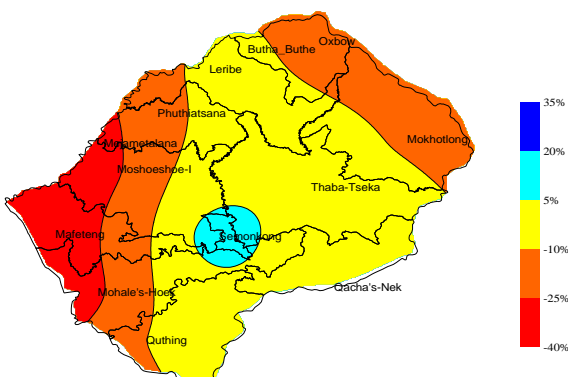 Oxbow
Butha_Buthe
Leribe
Phuthiatsana
Mokhotlong
Mejametalana
Moshoeshoe-I
Thaba-Tseka
Mafeteng
Semonkong
Qacha's-Nek
Mohale's-Hoek
Quthing
35%
20%
5%
-10%
-25%
-40%